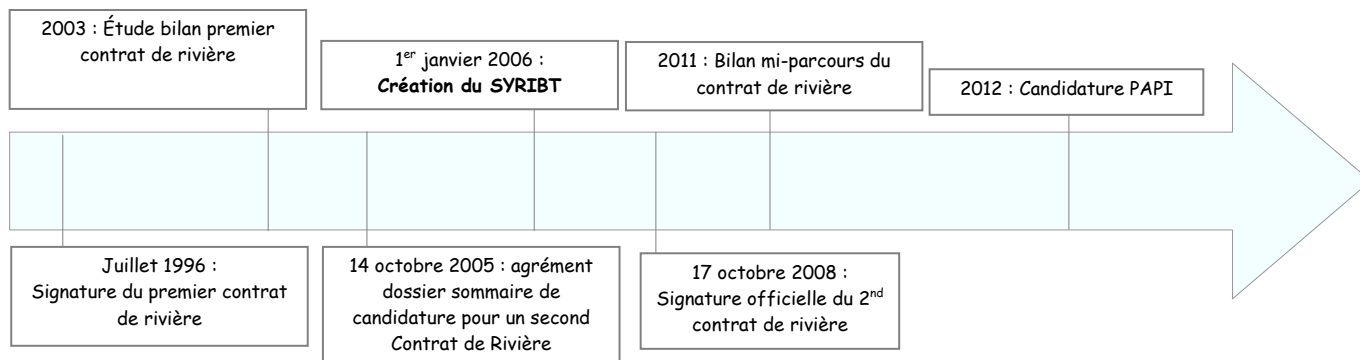 2003 : Étude bilan premier
contrat de rivière
1er janvier 2006 :
Création du SYRIBT
2011 : Bilan mi-parcours du
contrat de rivière
2012 : Candidature PAPI
Juillet 1996 :
Signature du premier contrat
de rivière
14 octobre 2005 : agrément
dossier sommaire de
candidature pour un second
Contrat de Rivière
17 octobre 2008 :
Signature officielle du 2nd
contrat de rivière